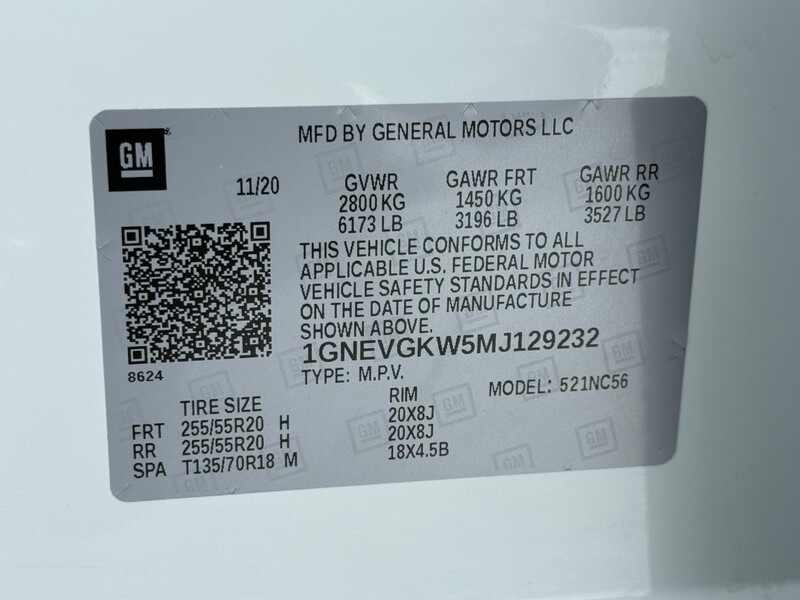 GM
MFD BY GENERAL MOTORS LLC
11/20
GVWR GAWR FRT GAWR RR
2800 KG 1450 KG 1600 KG
6173 LB 3196 LB 3527 LB
THIS VEHICLE CONFORMS TO ALL
APPLICABLE U.S. FEDERAL MOTOR
VEHICLE SAFETY STANDARDS IN EFFECT
ON THE DATE OF MANUFACTURE
SHOWN ABOVE.
1GNEVGKW5MJ129232
8624
TYPE: M.P.V. MODEL: 521NC56
TIRE SIZE RIM
FRT 255/55R20 H 20X8J
RR 255/55R20 H 20X8J
SPA T135/70R18 M 18X4.5B